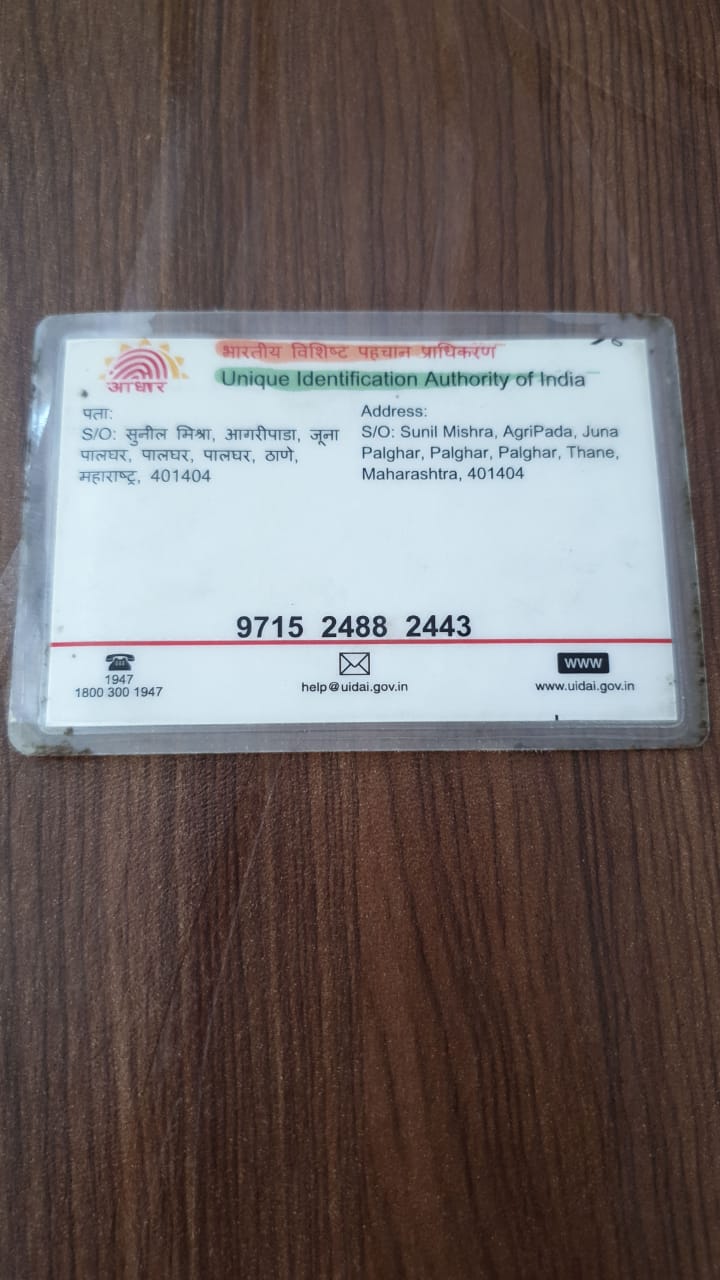 आधार
भारतीय विशिष्ट पहचान प्राधिकरण
Unique Identification Authority of India
पता:
S/O: सुनील मिश्रा, आगरीपाडा, जूना
पालघर, पालघर, पालघर, ठाणे,
महाराष्ट्र, 401404
Address:
S/O: Sunil Mishra, AgriPada, Juna
Palghar, Palghar, Palghar, Thane,
Maharashtra, 401404
9715 2488 2443
1947
1800 300 1947
help@uidai.gov.in
www
www.uidai.gov.in